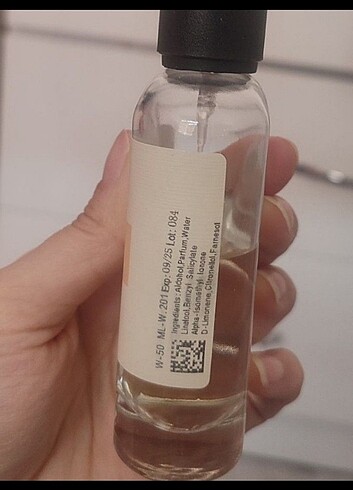 W-50 ML-W. 201 Exp: 09/25 Lot: 084
Ingredients: Alcohol,Parfum,Water
Linalool,Benzyl Salicylate
Alpha-Isomethyl Ionone
D-Limonene,Citronellol,Farnesol